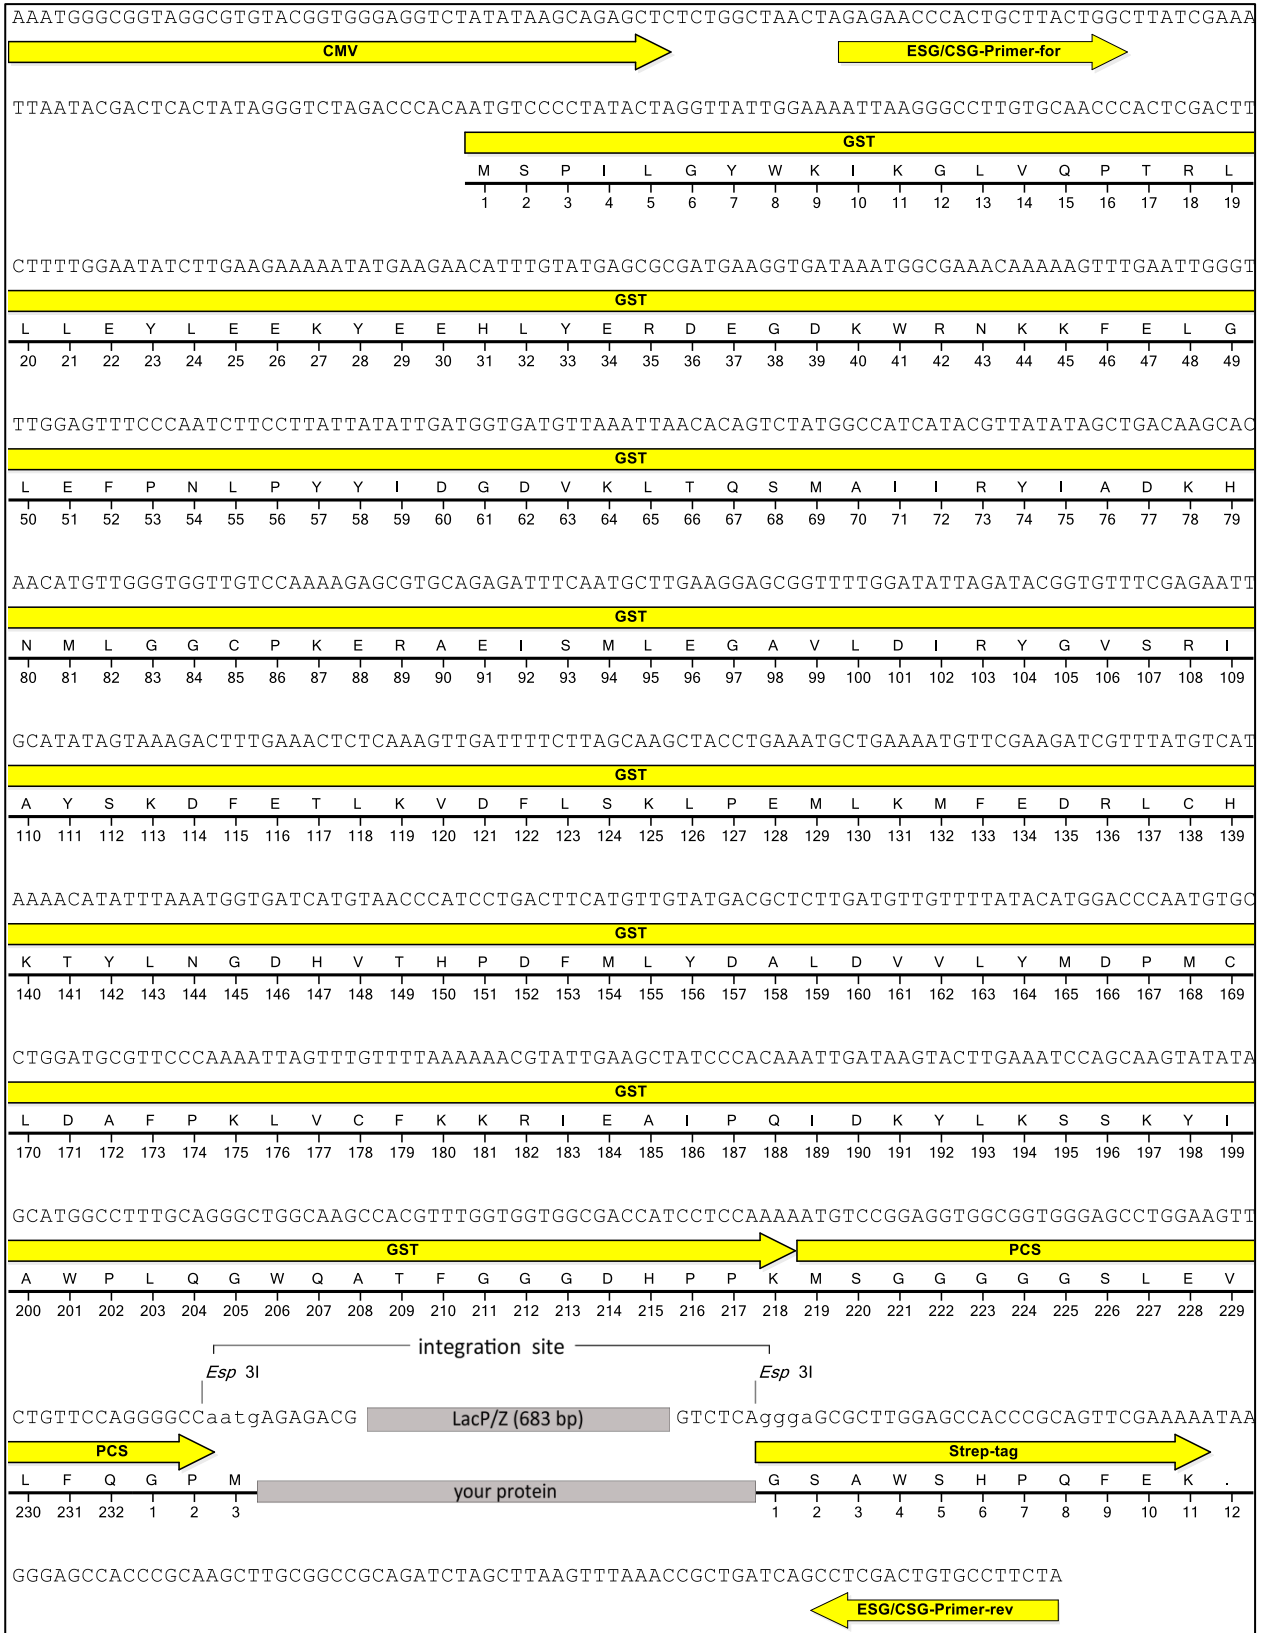 AAATGGGCGGTAGGCGTGTACGGTGGGAGGTCTATATAAGCAGAGCTCTCTGGCTAACTAGAGAACCCACTGCTTACTGGCTTATCGAAA
CMV ESG/CSG-Primer-for
TTAATACGACTCACTATAGGGTCTAGACCCACAATGTCCCCTATACTAGGTTATTGGAAAATTAAGGGCCTTGTGCAACCCACTCGACTT
GST
M S P I L G Y W K I K G L V Q P T R L
1 2 3 4 5 6 7 8 9 10 11 12 13 14 15 16 17 18 19
CTTTTGGAATATCTTGAAGAAAAATATGAAGAACATTTGTATGAGCGCGATGAAGGTGATAAATGGCGAAACAAAAAGTTTGAATTGGGT
GST
L L E Y L E E K Y E E H L Y E R D E G D K W R N K K F E L G
20 21 22 23 24 25 26 27 28 29 30 31 32 33 34 35 36 37 38 39 40 41 42 43 44 45 46 47 48 49
TTGGAGTTTCCCAATCTTCCTTATTATATTGATGGTGATGTTAAATTAACACAGTCTATGGCCATCATACGTTATATAGCTGACAAGCAC
GST
L E F P N L P Y Y I D G D V K L T Q S M A I I R Y I A D K H
50 51 52 53 54 55 56 57 58 59 60 61 62 63 64 65 66 67 68 69 70 71 72 73 74 75 76 77 78 79
AACATGTTGGGTGGTTGTCCAAAAGAGCGTGCAGAGATTTCAATGCTTGAAGGAGCGGTTTTGGATATTAGATACGGTGTTTCGAGAATT
GST
N M L G G C P K E R A E I S M L E G A V L D I R Y G V S R I
80 81 82 83 84 85 86 87 88 89 90 91 92 93 94 95 96 97 98 99 100 101 102 103 104 105 106 107 108 109
GCATATAGTAAAGACTTTGAAACTCTCAAAGTTGATTTTCTTAGCAAGCTACCTGAAATGCTGAAAATGTTCGAAGATCGTTTATGTCAT
GST
A Y S K D F E T L K V D F L S K L P E M L K M F E D R L C H
110 111 112 113 114 115 116 117 118 119 120 121 122 123 124 125 126 127 128 129 130 131 132 133 134 135 136 137 138 139
AAAACATATTTAAATGGTGATCATGTAACCCATCCTGACTTCATGTTGTATGACGCTCTTGATGTTGTTTTATACATGGACCCAATGTGC
GST
K T Y L N G D H V T H P D F M L Y D A L D V V L Y M D P M C
140 141 142 143 144 145 146 147 148 149 150 151 152 153 154 155 156 157 158 159 160 161 162 163 164 165 166 167 168 169
CTGGATGCGTTCCCAAAATTAGTTTGTTTTAAAAAACGTATTGAAGCTATCCCACAAATTGATAAGTACTTGAAATCCAGCAAGTATATA
GST
L D A F P K L V C F K K R I E A I P Q I D K Y L K S S K Y I
170 171 172 173 174 175 176 177 178 179 180 181 182 183 184 185 186 187 188 189 190 191 192 193 194 195 196 197 198 199
GCATGGCCTTTGCAGGGCTGGCAAGCCACGTTTGGTGGTGGCGACCATCCTCCAAAAATGTCCGGAGGTGGCGGTGGGAGCCTGGAAGTT
GST PCS
A W P L Q G W Q A T F G G G D H P P K M S G G G G G S L E V
200 201 202 203 204 205 206 207 208 209 210 211 212 213 214 215 216 217 218 219 220 221 222 223 224 225 226 227 228 229
integration site
Esp 3I Esp 3I
CTGTTCCAGGGGCCaatgAGAGACG LacP/Z (683 bp) GTCTCAgggaGCGCTTGGAGCCACCCGCAGTTCGAAAAATAA
PCS Strep-tag
L F Q G P M your protein G S A W S H P Q F E K .
230 231 232 1 2 3 1 2 3 4 5 6 7 8 9 10 11 12
GGGAGCCACCCGCAAGCTTGCGGCCGCAGATCTAGCTTAAGTTTAAACCGCTGATCAGCCTCGACTGTGCCTTCTA
ESG/CSG-Primer-rev